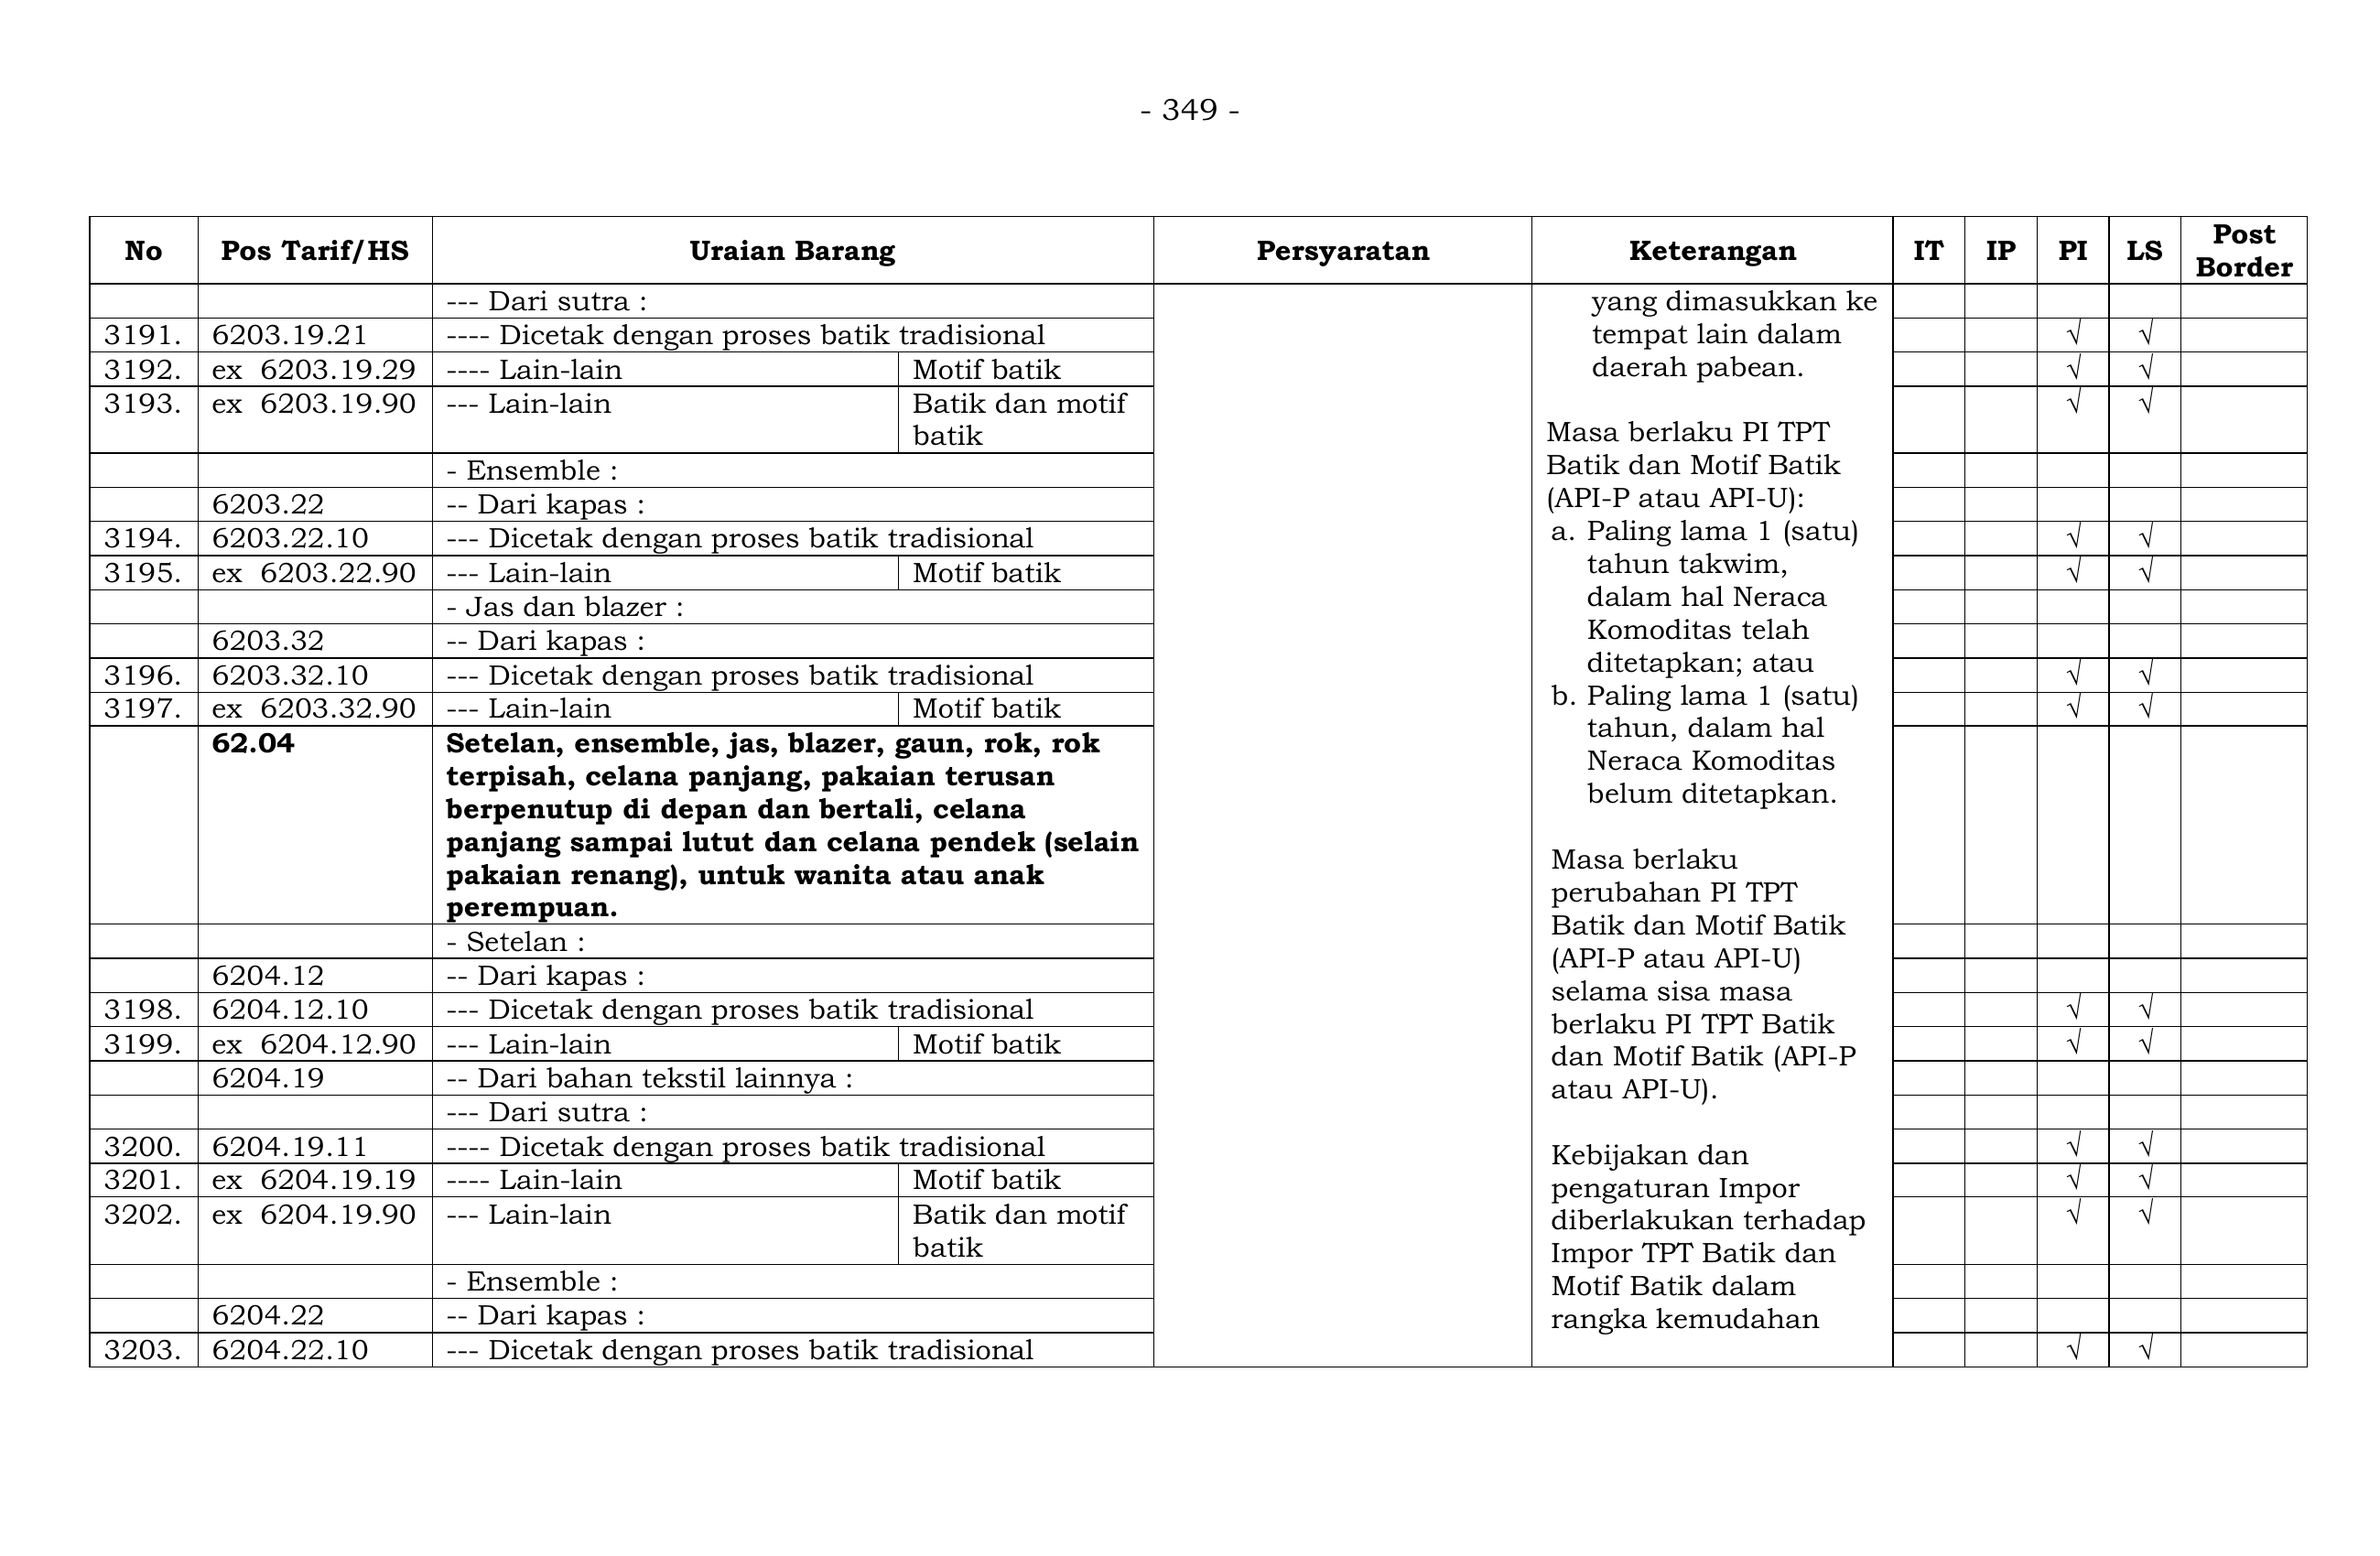 - 349 -
No Pos Tarif/HS Uraian Barang Persyaratan Keterangan IT IP PI LS Post Border
--- Dari sutra :
3191. 6203.19.21 ---- Dicetak dengan proses batik tradisional √ √
3192. ex 6203.19.29 ---- Lain-lain Motif batik √ √
3193. ex 6203.19.90 --- Lain-lain Batik dan motif √ √
batik
- Ensemble :
6203.22 -- Dari kapas :
3194. 6203.22.10 --- Dicetak dengan proses batik tradisional √ √
3195. ex 6203.22.90 --- Lain-lain Motif batik √ √
- Jas dan blazer :
6203.32 -- Dari kapas :
3196. 6203.32.10 --- Dicetak dengan proses batik tradisional √ √
3197. ex 6203.32.90 --- Lain-lain Motif batik √ √
62.04 Setelan, ensemble, jas, blazer, gaun, rok, rok
terpisah, celana panjang, pakaian terusan
berpenutup di depan dan bertali, celana
panjang sampai lutut dan celana pendek (selain
pakaian renang), untuk wanita atau anak
perempuan.
- Setelan :
6204.12 -- Dari kapas :
3198. 6204.12.10 --- Dicetak dengan proses batik tradisional √ √
3199. ex 6204.12.90 --- Lain-lain Motif batik √ √
6204.19 -- Dari bahan tekstil lainnya :
--- Dari sutra :
3200. 6204.19.11 ---- Dicetak dengan proses batik tradisional √ √
3201. ex 6204.19.19 ---- Lain-lain Motif batik √ √
3202. ex 6204.19.90 --- Lain-lain Batik dan motif √ √
batik
- Ensemble :
6204.22 -- Dari kapas :
3203. 6204.22.10 --- Dicetak dengan proses batik tradisional √ √
yang dimasukkan ke
tempat lain dalam
daerah pabean.
Masa berlaku PI TPT
Batik dan Motif Batik
(API-P atau API-U):
a. Paling lama 1 (satu)
tahun takwim,
dalam hal Neraca
Komoditas telah
ditetapkan; atau
b. Paling lama 1 (satu)
tahun, dalam hal
Neraca Komoditas
belum ditetapkan.
Masa berlaku
perubahan PI TPT
Batik dan Motif Batik
(API-P atau API-U)
selama sisa masa
berlaku PI TPT Batik
dan Motif Batik (API-P
atau API-U).
Kebijakan dan
pengaturan Impor
diberlakukan terhadap
Impor TPT Batik dan
Motif Batik dalam
rangka kemudahan